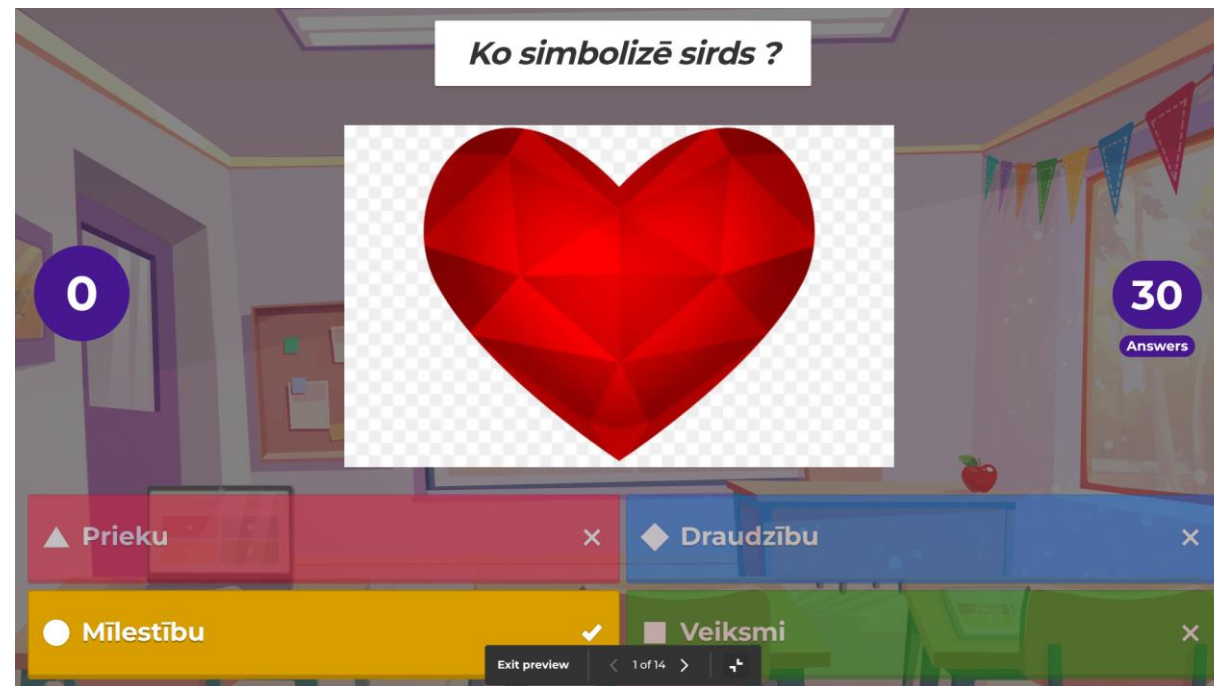 Ko simbolizē sirds ?
0
30
Answers
Prieku
Draudzību
Mīlestību
Veiksmi
Exit preview
1 of 14